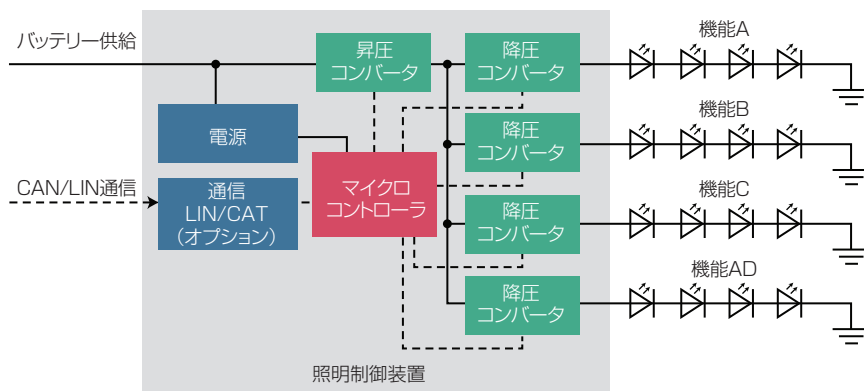 バッテリー供給
昇圧
コンバータ
降圧
コンバータ
機能A
電源
降圧
コンバータ
機能B
CAN/LIN通信
通信
LIN/CAT
(オプション)
マイクロ
コントローラ
降圧
コンバータ
機能C
降圧
コンバータ
機能AD
照明制御装置